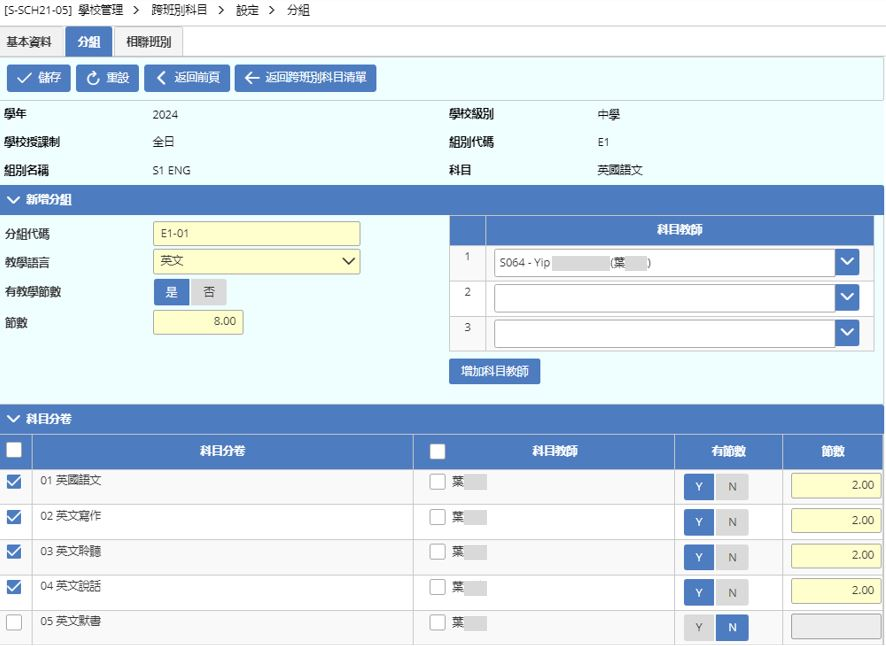 [S-SCH21-05] 學校管理 > 跨班別科目 > 設定 > 分組
基本資料 分組 相聯班別
儲存 重設 返回前頁 返回跨班別科目清單
學年 2024 學校級別 中學
學校授課制 全日 組別代碼 E1
組別名稱 S1 ENG 科目 英國語文
新增分組
分組代碼 E1-01
教學語言 英文
有教學節數 是 否
節數 8.00
科目教師
1 S064 - Yip (葉 )
2
3
增加科目教師
科目分卷
科目分卷 科目教師 有節數 節數
01 英國語文 葉 Y N 2.00
02 英文寫作 葉 Y N 2.00
03 英文聆聽 葉 Y N 2.00
04 英文說話 葉 Y N 2.00
05 英文默書 葉 Y N